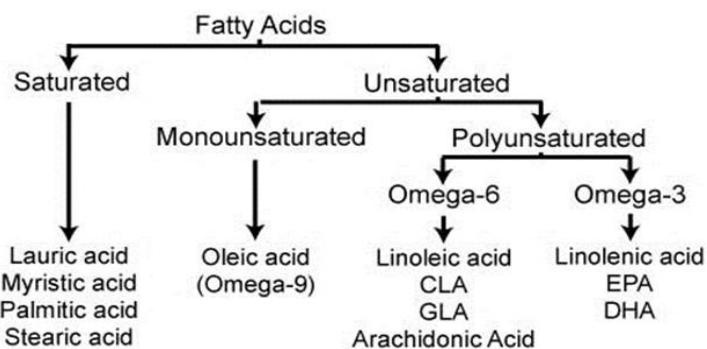 Fatty Acids
Saturated
Unsaturated
Monounsaturated
Polyunsaturated
Omega-6
Omega-3
Lauric acid
Myristic acid
Palmitic acid
Stearic acid
Oleic acid
(Omega-9)
Linoleic acid
CLA
GLA
Arachidonic Acid
Linolenic acid
EPA
DHA